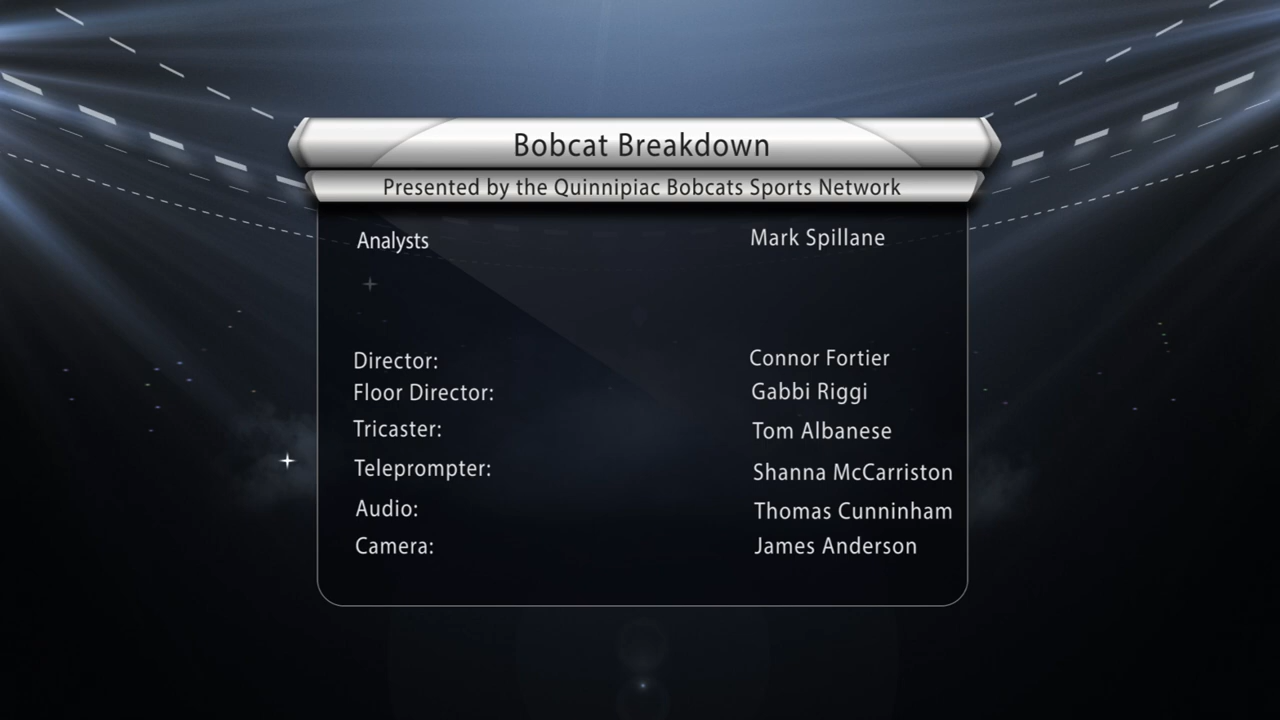 Bobcat Breakdown
Presented by the Quinnipiac Bobcats Sports Network
Analysts Mark Spillane
Director: Connor Fortier
Floor Director: Gabbi Riggi
Tricaster: Tom Albanese
Teleprompter: Shanna McCarriston
Audio: Thomas Cunninham
Camera: James Anderson